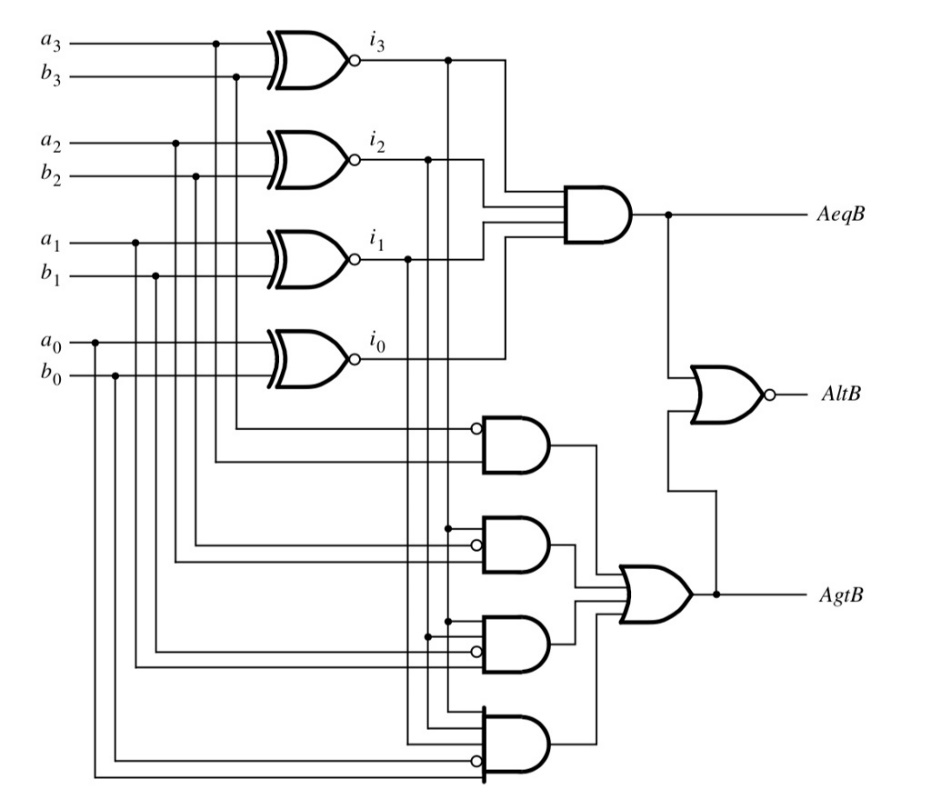 a₃
i₃
b₃
a₂
i₂
b₂
AeqB
a₁
i₁
b₁
a₀
i₀
b₀
AltB
AgtB